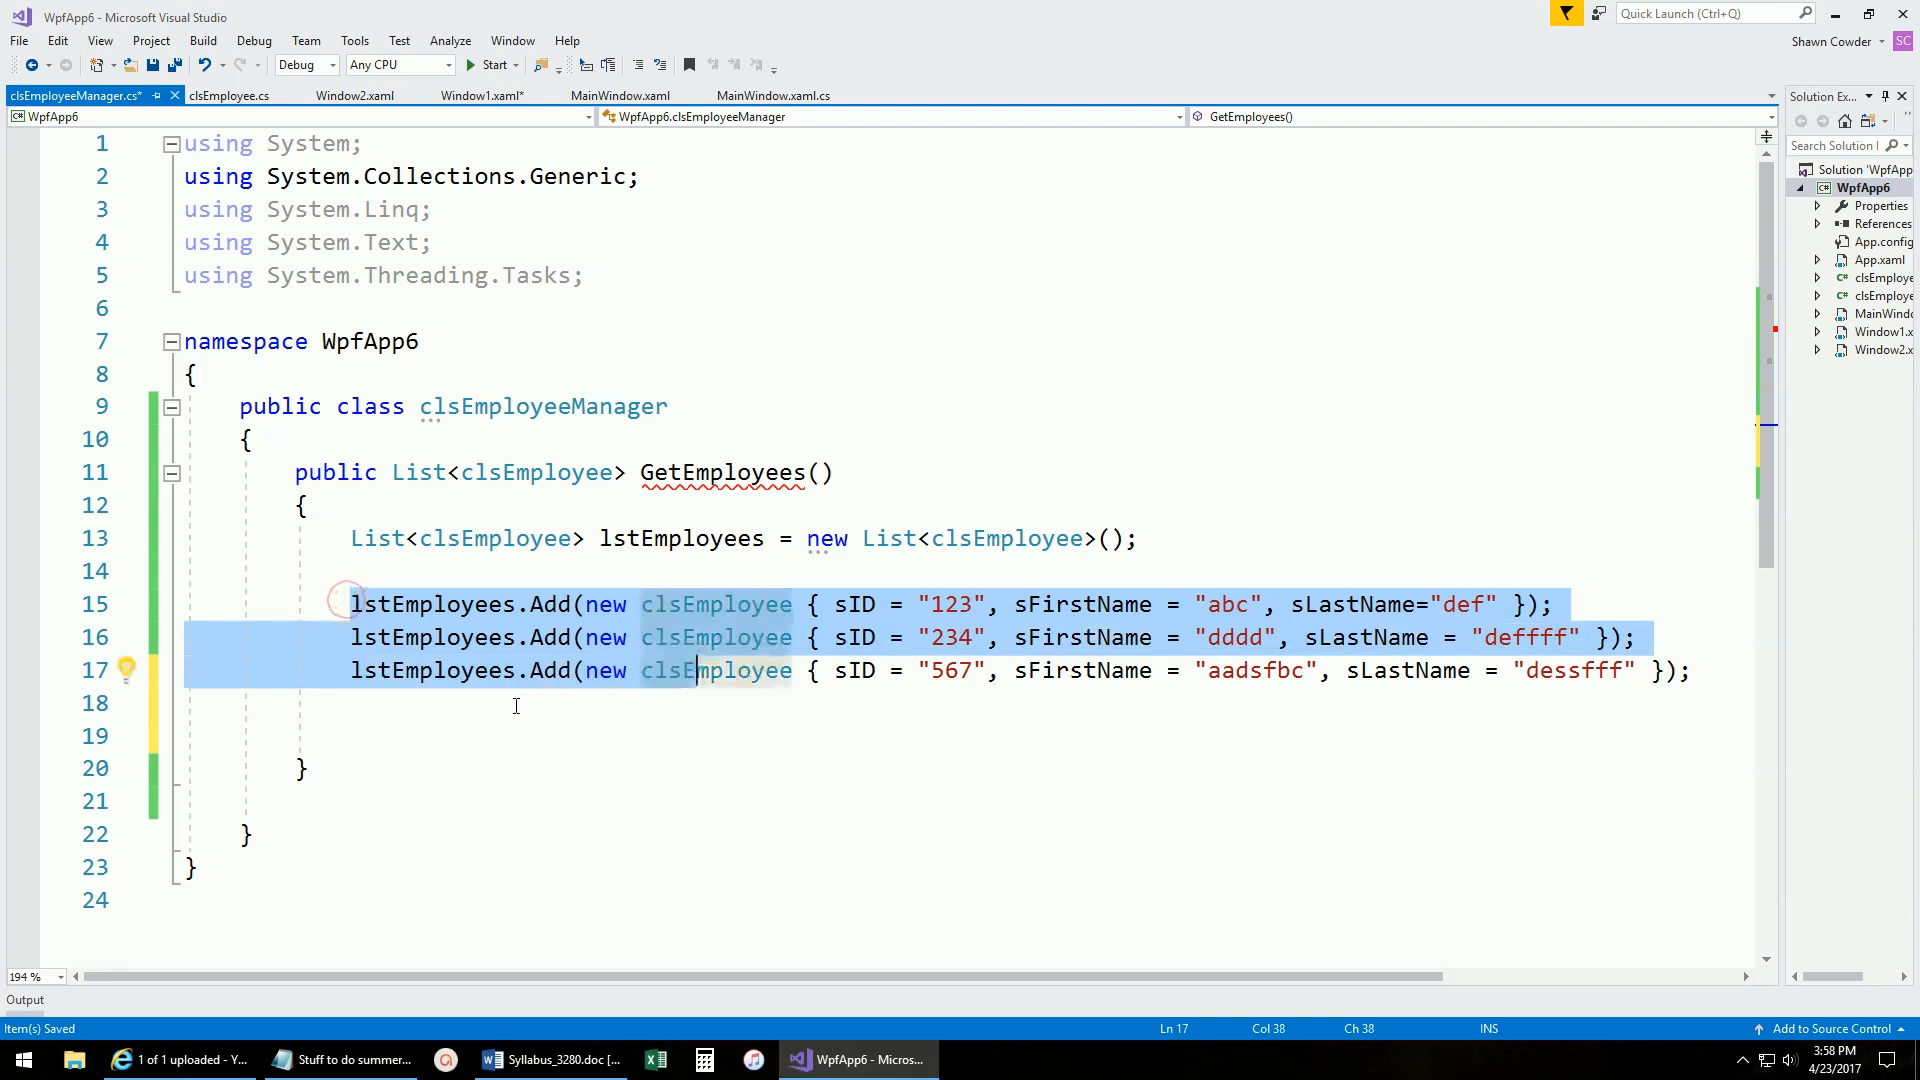 WpfApp6 - Microsoft Visual Studio
Quick Launch (Ctrl+Q)
File Edit View Project Build Debug Team Tools Test Analyze Window Help
Shawn Cowder SC
Debug Any CPU Start
clsEmployeeManager.cs* clsEmployee.cs Window2.xaml Window1.xaml* MainWindow.xaml MainWindow.xaml.cs
Solution Ex...
C# WpfApp6 WpfApp6.clsEmployeeManager GetEmployees()
Search Solution
Solution 'WpfApp
C# WpfApp6
Properties
References
App.config
App.xaml
C# clsEmploye
C# clsEmploye
MainWind
Window1.x
Window2.x
1 using System;
2 using System.Collections.Generic;
3 using System.Linq;
4 using System.Text;
5 using System.Threading.Tasks;
6
7 namespace WpfApp6
8 {
9 public class clsEmployeeManager
10 {
11 public List<clsEmployee> GetEmployees()
12 {
13 List<clsEmployee> lstEmployees = new List<clsEmployee>();
14
15 lstEmployees.Add(new clsEmployee { sID = "123", sFirstName = "abc", sLastName="def" });
16 lstEmployees.Add(new clsEmployee { sID = "234", sFirstName = "dddd", sLastName = "deffff" });
17 lstEmployees.Add(new clsEmployee { sID = "567", sFirstName = "aadsfbc", sLastName = "dessfff" });
18
19
20 }
21
22 }
23 }
24
194 %
Output
Item(s) Saved Ln 17 Col 38 Ch 38 INS Add to Source Control
1 of 1 uploaded - Y... Stuff to do summer... Syllabus_3280.doc [... WpfApp6 - Micros...
3:58 PM
4/23/2017